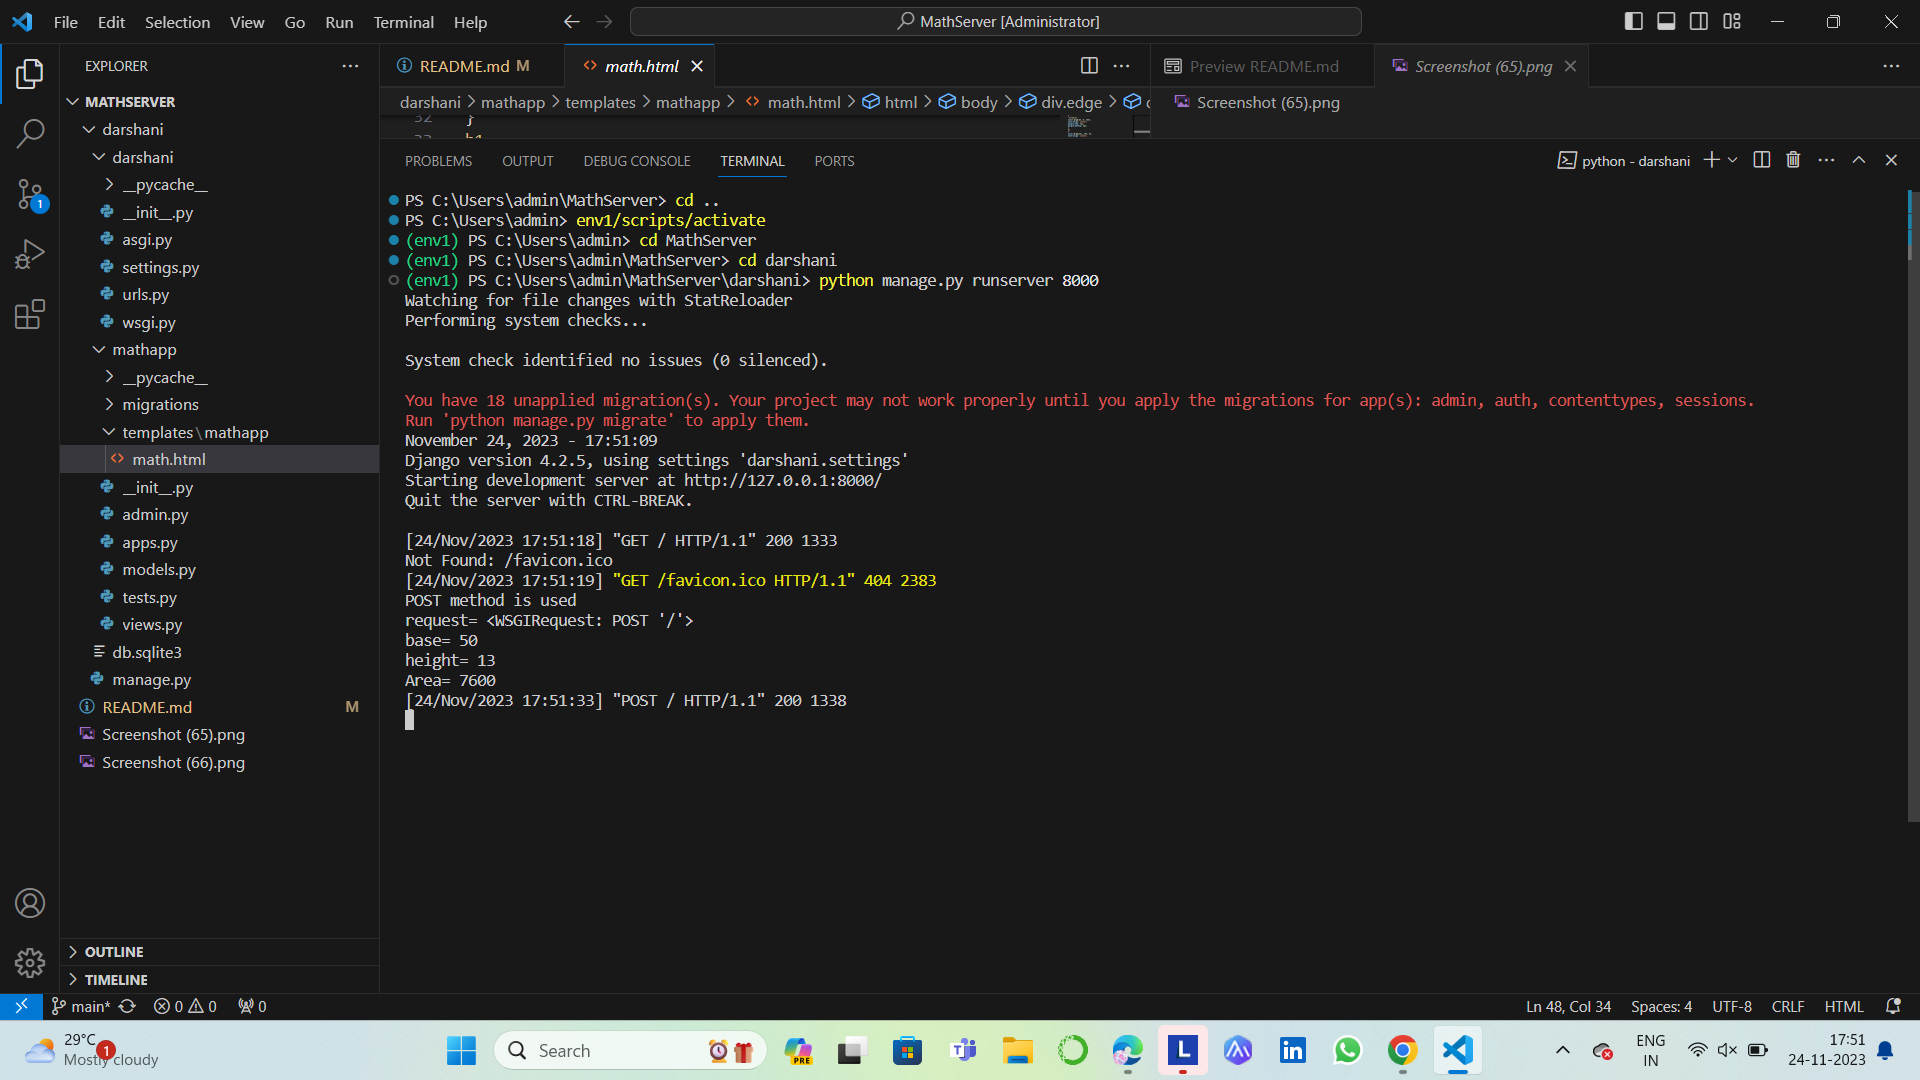 File Edit Selection View Go Run Terminal Help
MathServer [Administrator]
EXPLORER
README.md M
math.html
Preview README.md
Screenshot (65).png
darshani > mathapp > templates > mathapp > math.html > html > body > div.edge >
Screenshot (65).png
32 }
MATHSERVER
darshani
darshani
__pycache__
__init__.py
asgi.py
settings.py
urls.py
wsgi.py
mathapp
__pycache__
migrations
templates\mathapp
math.html
__init__.py
admin.py
apps.py
models.py
tests.py
views.py
db.sqlite3
manage.py
README.md M
Screenshot (65).png
Screenshot (66).png
OUTLINE
TIMELINE
1
PROBLEMS OUTPUT DEBUG CONSOLE TERMINAL PORTS
python - darshani
PS C:\Users\admin\MathServer> cd ..
PS C:\Users\admin> env1/scripts/activate
(env1) PS C:\Users\admin> cd MathServer
(env1) PS C:\Users\admin\MathServer> cd darshani
(env1) PS C:\Users\admin\MathServer\darshani> python manage.py runserver 8000
Watching for file changes with StatReloader
Performing system checks...
System check identified no issues (0 silenced).
You have 18 unapplied migration(s). Your project may not work properly until you apply the migrations for app(s): admin, auth, contenttypes, sessions.
Run 'python manage.py migrate' to apply them.
November 24, 2023 - 17:51:09
Django version 4.2.5, using settings 'darshani.settings'
Starting development server at http://127.0.0.1:8000/
Quit the server with CTRL-BREAK.
[24/Nov/2023 17:51:18] "GET / HTTP/1.1" 200 1333
Not Found: /favicon.ico
[24/Nov/2023 17:51:19] "GET /favicon.ico HTTP/1.1" 404 2383
POST method is used
request= <WSGIRequest: POST '/'>
base= 50
height= 13
Area= 7600
[24/Nov/2023 17:51:33] "POST / HTTP/1.1" 200 1338
main* 0 0 0
Ln 48, Col 34 Spaces: 4 UTF-8 CRLF HTML
29°C
Mostly cloudy
1
Search
PRE
L
in
ENG
IN
17:51
24-11-2023